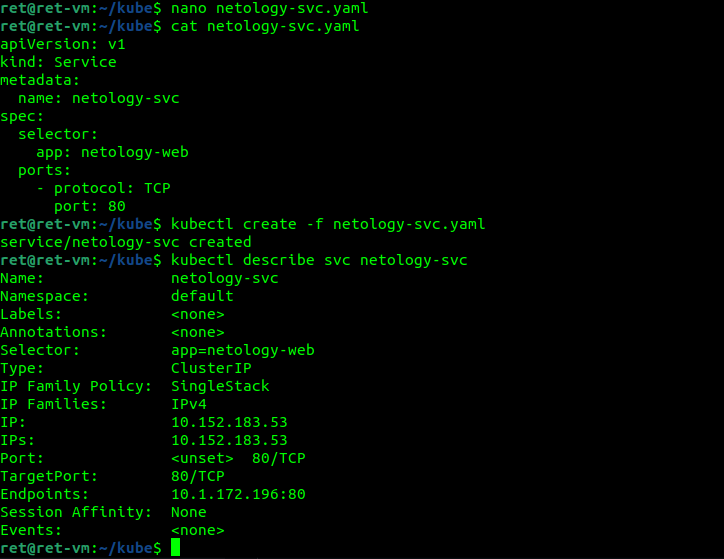 ret@ret-vm:~/kube$ nano netology-svc.yaml
ret@ret-vm:~/kube$ cat netology-svc.yaml
apiVersion: v1
kind: Service
metadata:
  name: netology-svc
spec:
  selector:
    app: netology-web
  ports:
    - protocol: TCP
      port: 80
ret@ret-vm:~/kube$ kubectl create -f netology-svc.yaml
service/netology-svc created
ret@ret-vm:~/kube$ kubectl describe svc netology-svc
Name:              netology-svc
Namespace:         default
Labels:            <none>
Annotations:       <none>
Selector:          app=netology-web
Type:              ClusterIP
IP Family Policy:  SingleStack
IP Families:       IPv4
IP:                10.152.183.53
IPs:               10.152.183.53
Port:              <unset>  80/TCP
TargetPort:        80/TCP
Endpoints:         10.1.172.196:80
Session Affinity:  None
Events:            <none>
ret@ret-vm:~/kube$